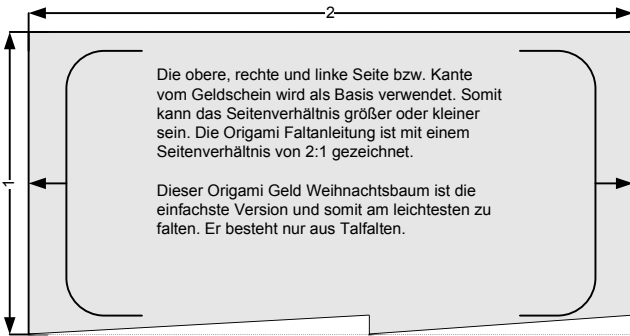 2
1
Die obere, rechte und linke Seite bzw. Kante
vom Geldschein wird als Basis verwendet. Somit
kann das Seitenverhältnis größer oder kleiner
sein. Die Origami Faltanleitung ist mit einem
Seitenverhältnis von 2:1 gezeichnet.
Dieser Origami Geld Weihnachtsbaum ist die
einfachste Version und somit am leichtesten zu
falten. Er besteht nur aus Talfalten.